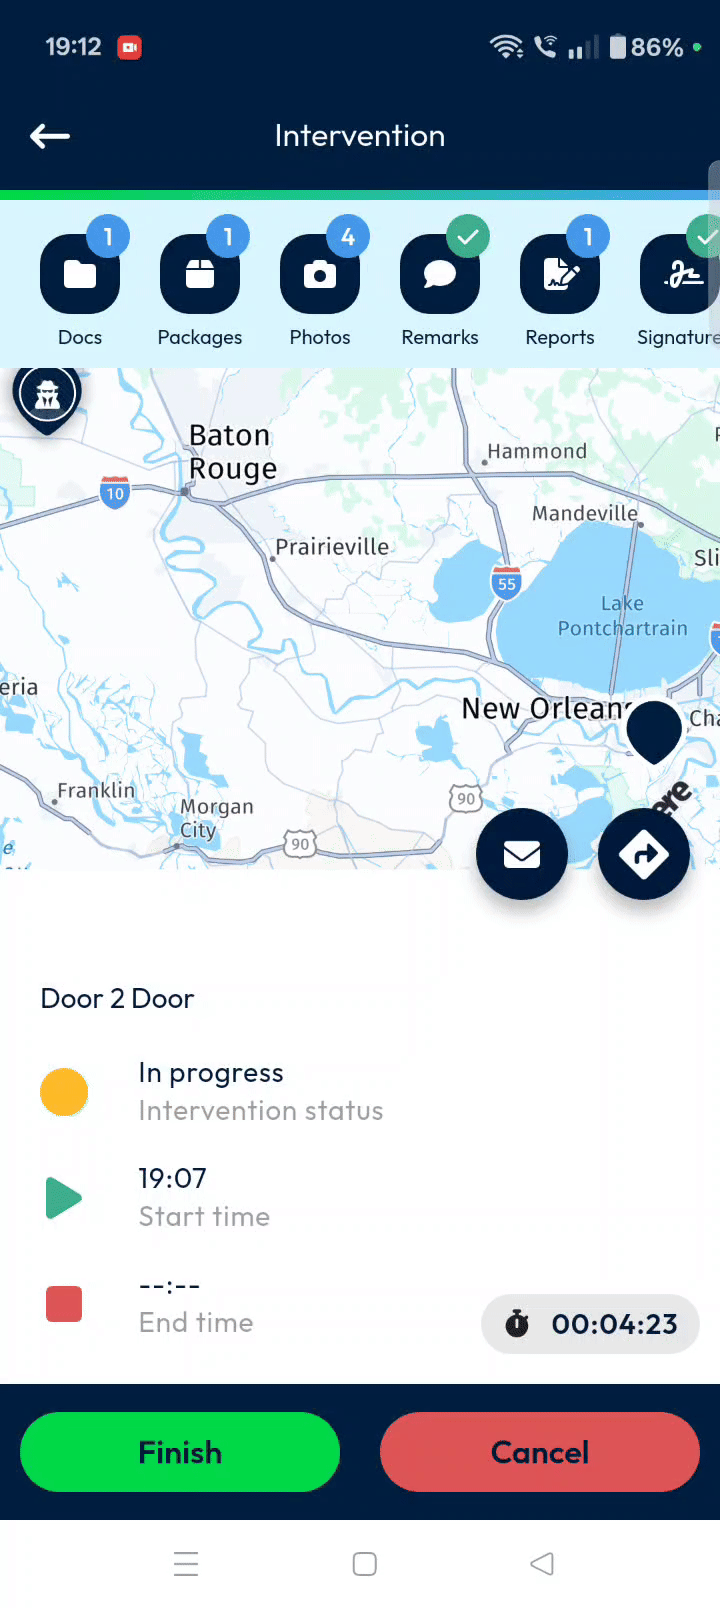 19:12
86%
Intervention
1
1
4
1
Docs
Packages
Photos
Remarks
Reports
Signature
Baton
Rouge
Hammond
10
Mandeville
Prairieville
Sli
55
Lake
Pontchartrain
eria
New Orleans
Cha
Franklin
90
Morgan
City
90
ere
Door 2 Door
In progress
Intervention status
19:07
Start time
--:--
End time
00:04:23
Finish
Cancel